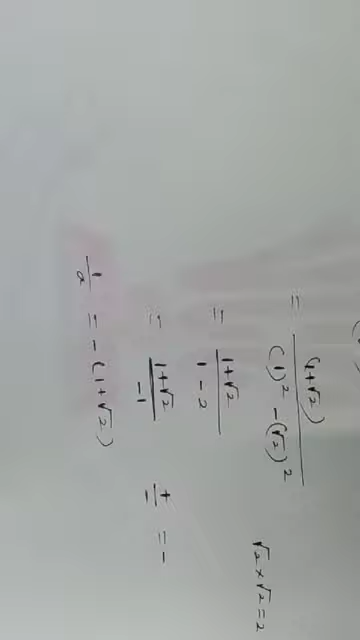 = (1+√2) / (1)² - (√2)²
√2 × √2 = 2
= 1+√2 / 1 - 2
= 1+√2 / -1
+/- = -
1/a = - (1+√2)